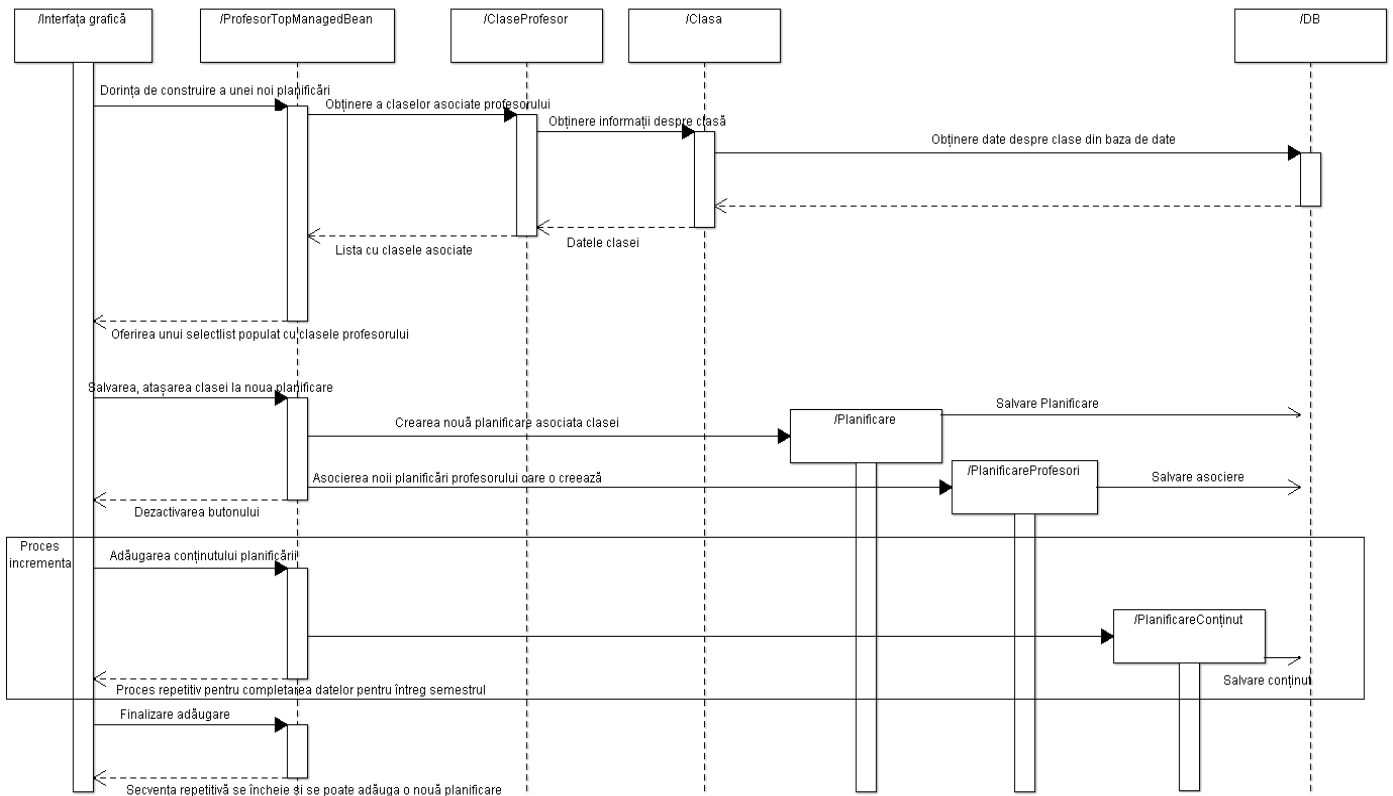 /Interfața grafică
/ProfesorTopManagedBean
/ClaseProfesor
/Clasa
/DB
Dorința de construire a unei noi planificări
Obținere a claselor asociate profesorului
Obținere informații despre clasă
Obținere date despre clase din baza de date
Datele clasei
Lista cu clasele asociate
Oferirea unui selectlist populat cu clasele profesorului
Salvarea, atașarea clasei la noua planificare
Salvare Planificare
/Planificare
Crearea nouă planificare asociata clasei
/PlanificareProfesori
Asocierea noii planificări profesorului care o creează
Salvare asociere
Dezactivarea butonului
Proces
incrementa
Adăugarea conținutului planificării
/PlanificareConținut
Salvare conținut
Proces repetitiv pentru completarea datelor pentru întreg semestrul
Finalizare adăugare
Secvența repetitivă se încheie și se poate adăuga o nouă planificare